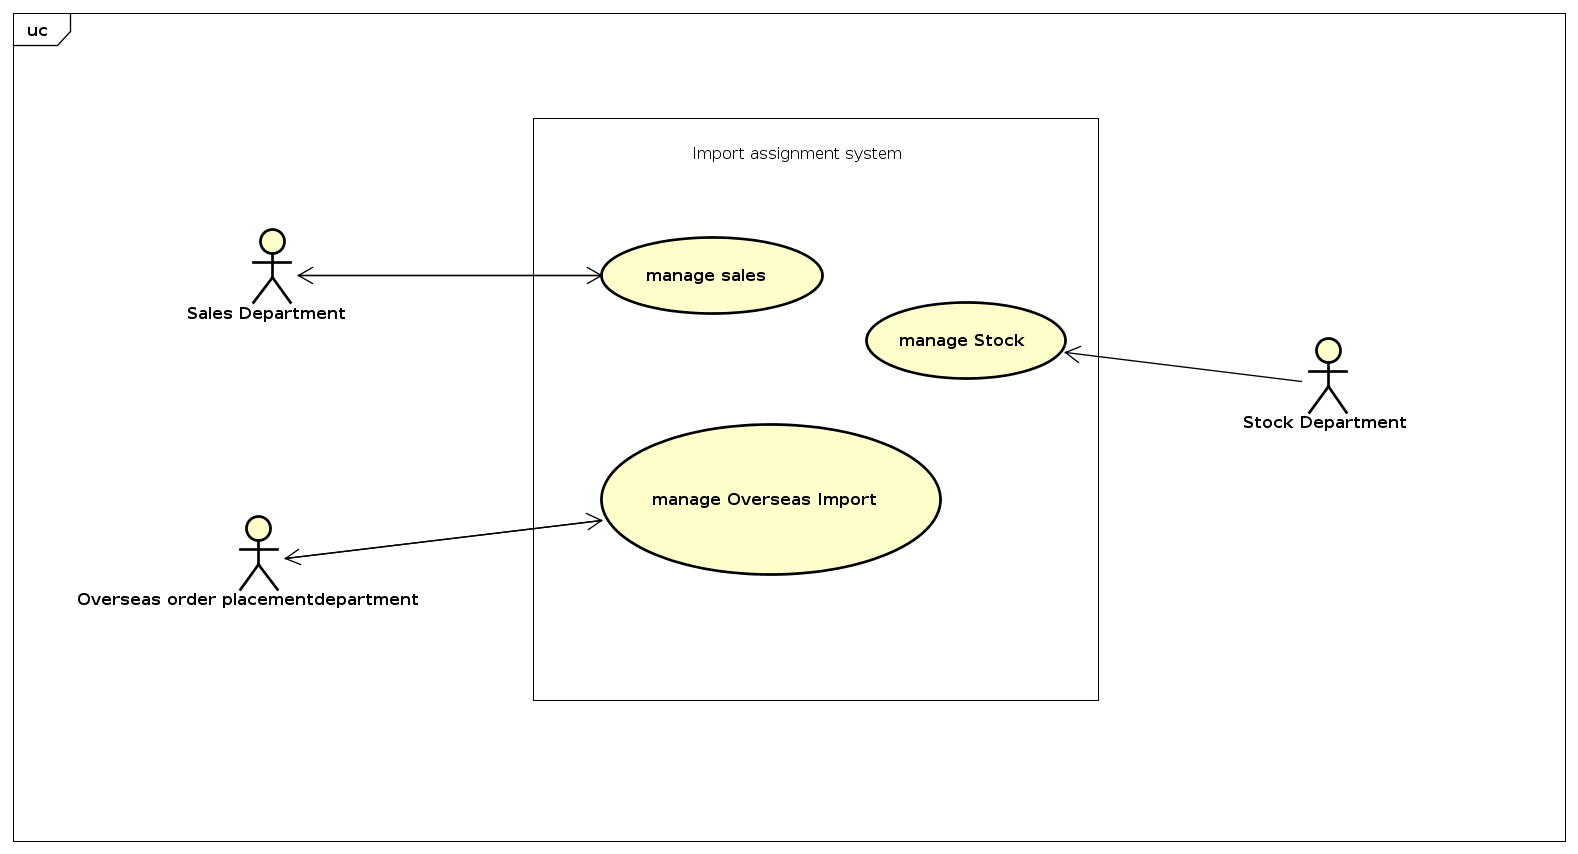 uc
Import assignment system
manage sales
Sales Department
manage Stock
Stock Department
manage Overseas Import
Overseas order placementdepartment